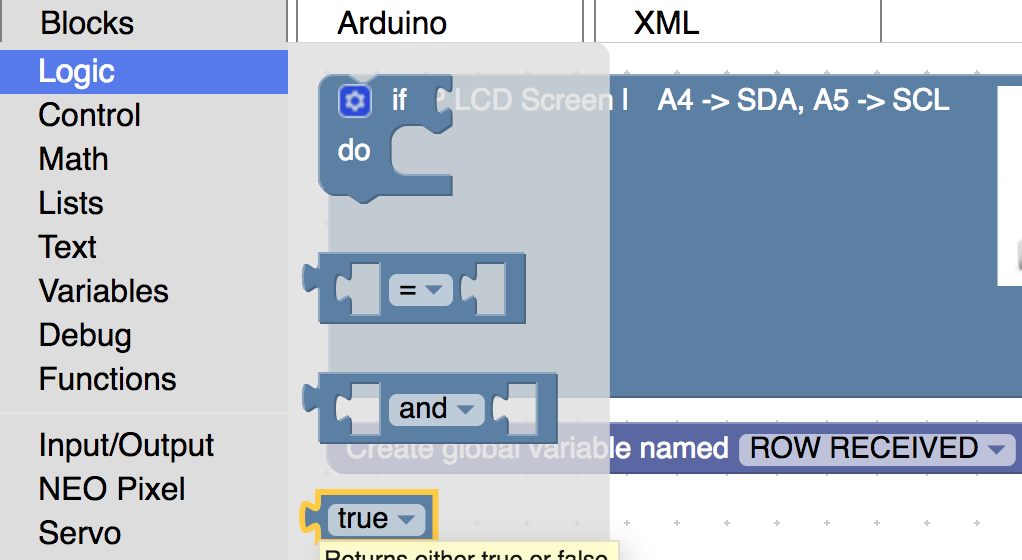 Blocks
Arduino
XML
Logic
Control
Math
Lists
Text
Variables
Debug
Functions
Input/Output
NEO Pixel
Servo
if
LCD Screen A4 -> SDA, A5 -> SCL
do
=
and
Create global variable named ROW RECEIVED
true
Returns either true or false